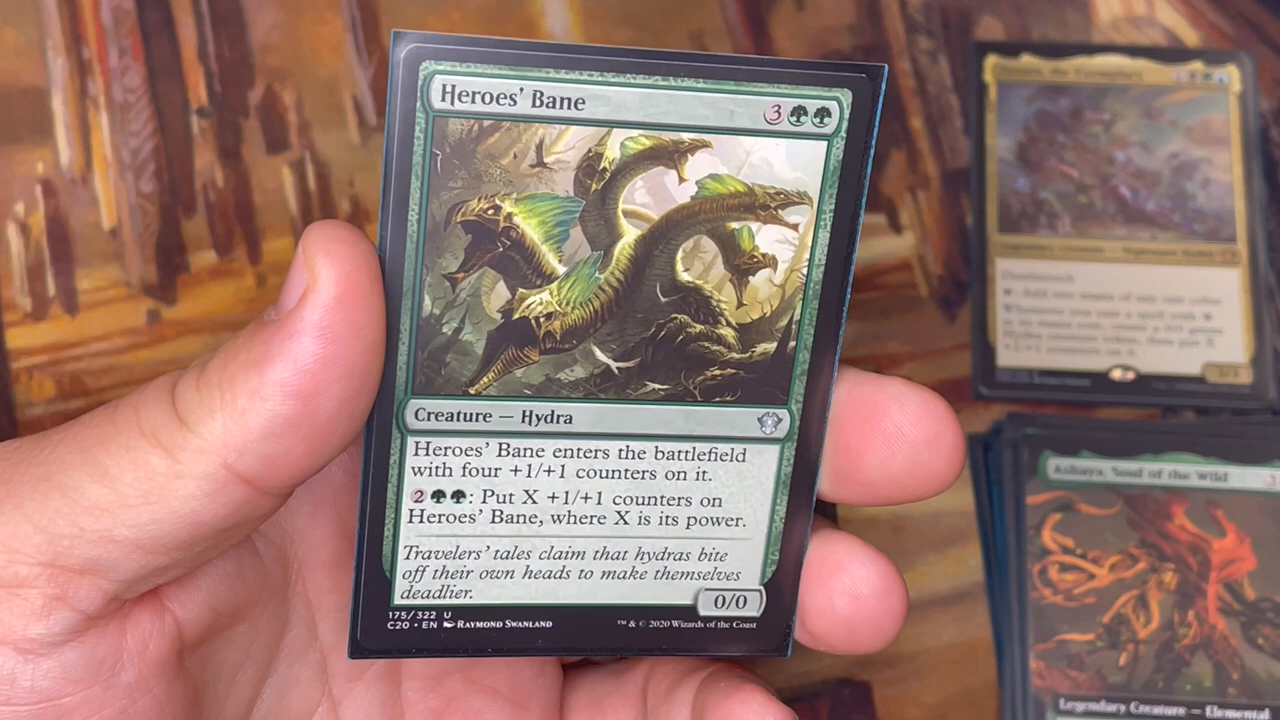 Heroes' Bane
3
Creature — Hydra
Heroes' Bane enters the battlefield
with four +1/+1 counters on it.
2: Put X +1/+1 counters on
Heroes' Bane, where X is its power.
Travelers' tales claim that hydras bite
off their own heads to make themselves
deadlier.
0/0
175/322 U
C20 • EN RAYMOND SWANLAND
™ & © 2020 Wizards of the Coast
Ashaya, Soul of the Wild
3
Legendary Creature — Elemental